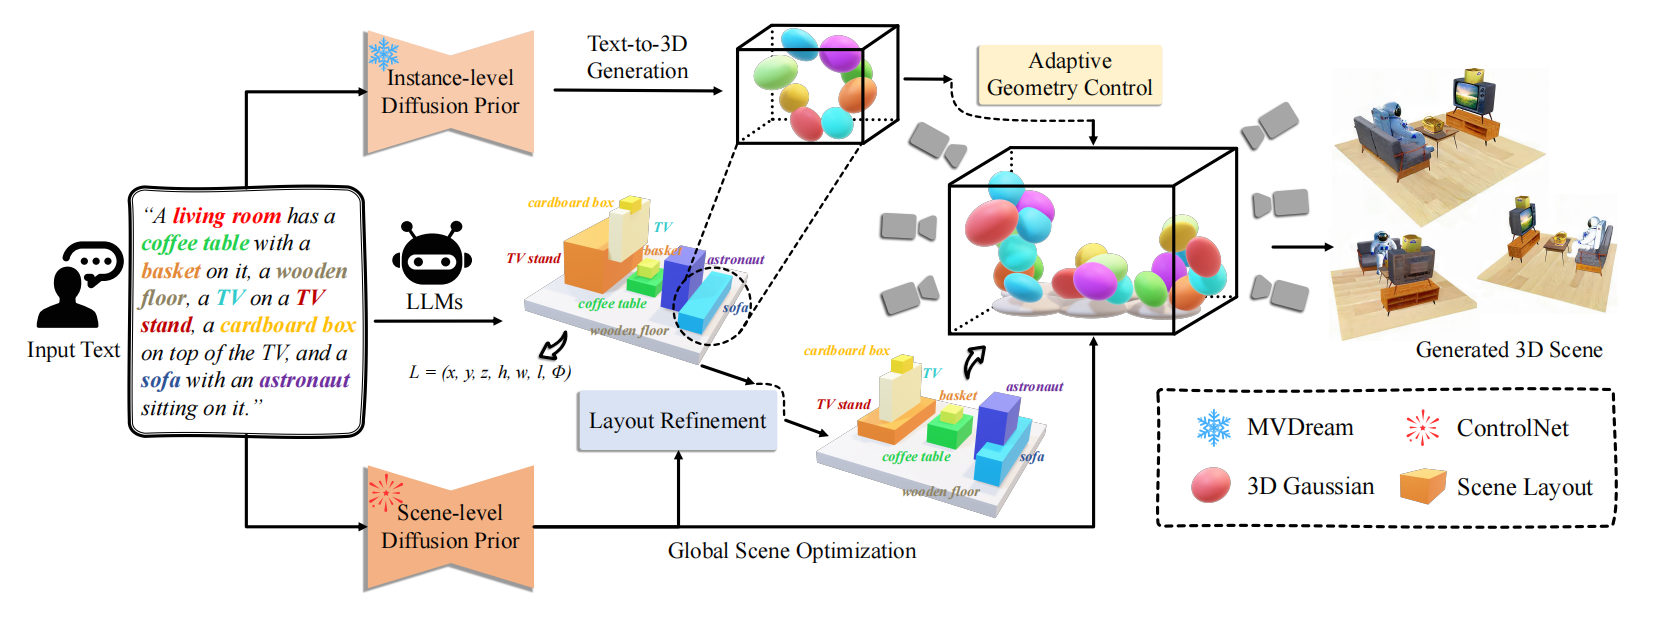 Instance-level
Diffusion Prior
Text-to-3D
Generation
Adaptive
Geometry Control
“A living room has a
coffee table with a
basket on it, a wooden
floor, a TV on a TV
stand, a cardboard box
on top of the TV, and a
sofa with an astronaut
sitting on it.”
Input Text
LLMs
cardboard box
TV
basket
TV stand
astronaut
coffee table
sofa
wooden floor
L = (x, y, z, h, w, l, Φ)
Layout Refinement
cardboard box
TV
astronaut
basket
TV stand
coffee table
sofa
wooden floor
Scene-level
Diffusion Prior
Global Scene Optimization
Generated 3D Scene
MVDream
ControlNet
3D Gaussian
Scene Layout